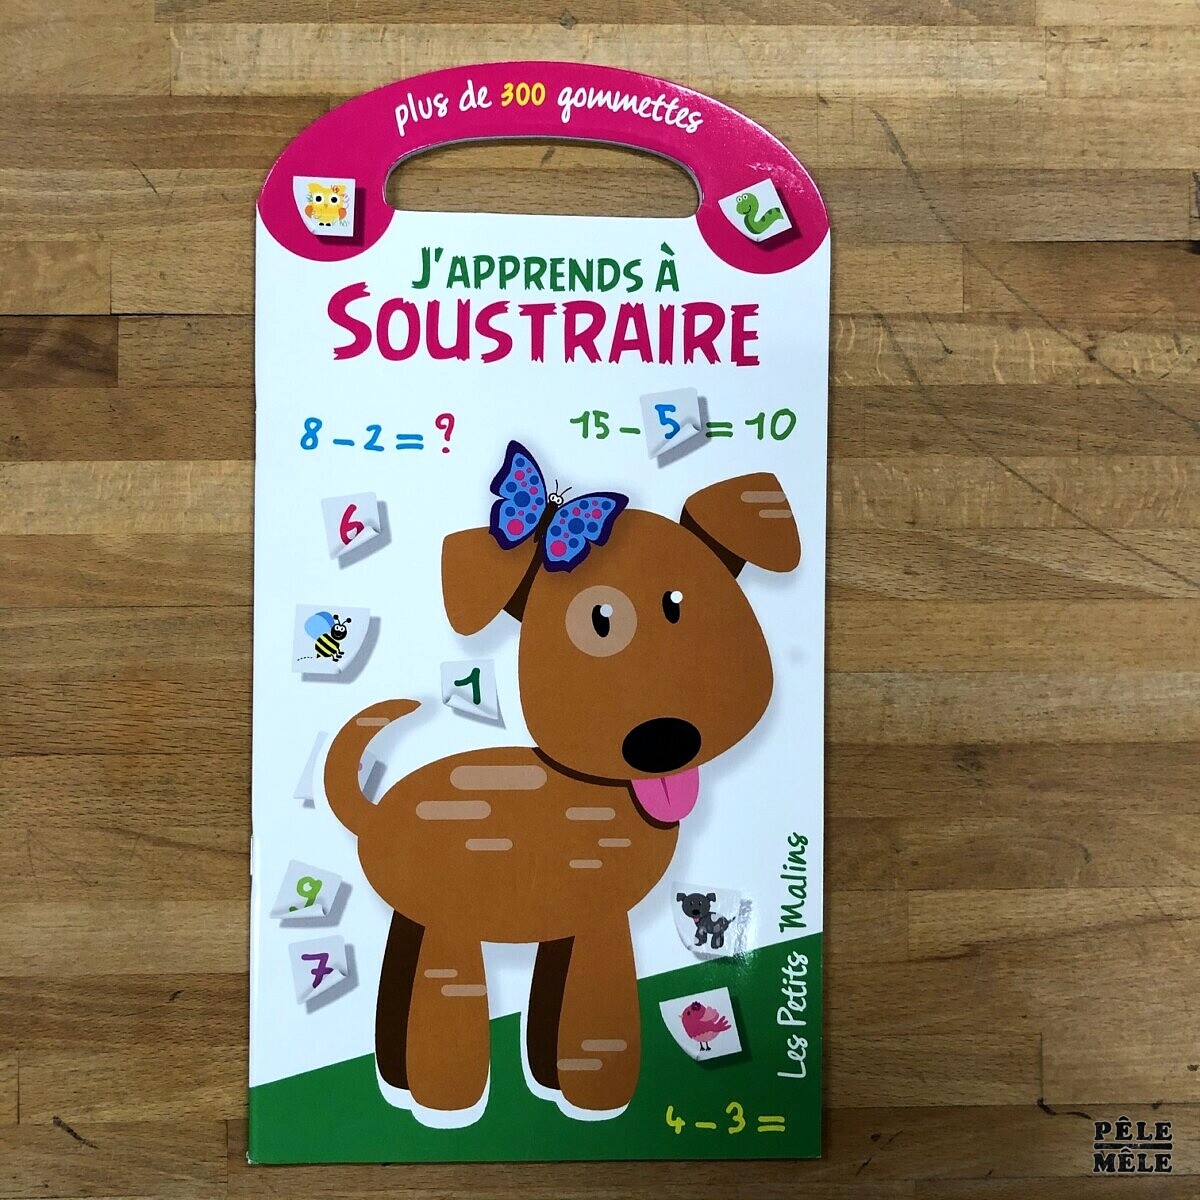 plus de 300 gommettes
J'APPRENDS À
SOUSTRAIRE
8 - 2 = ?
15 - 5 = 10
6
1
9
7
Les Petits Malins
4 - 3 =
PÊLE
MÊLE